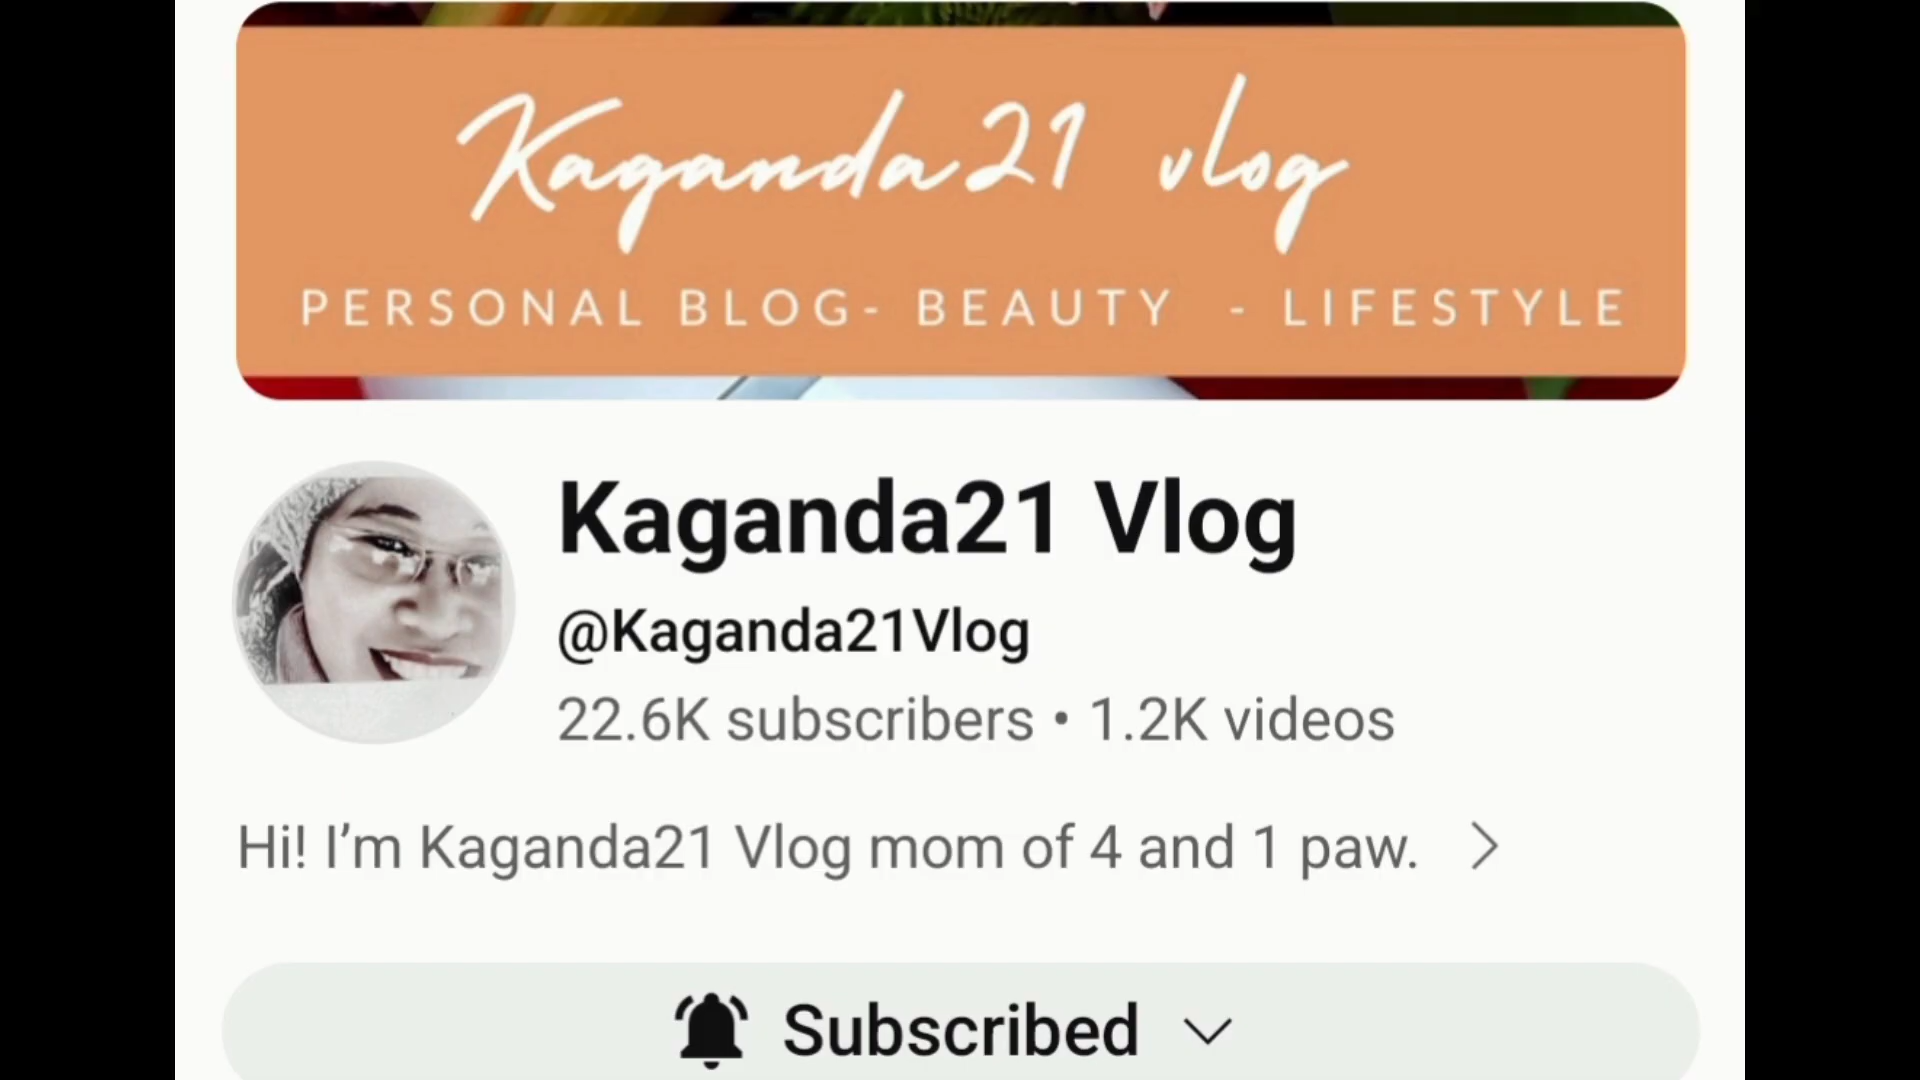 Kaganda21 vlog
PERSONAL BLOG- BEAUTY - LIFESTYLE
Kaganda21 Vlog
@Kaganda21Vlog
22.6K subscribers • 1.2K videos
Hi! I’m Kaganda21 Vlog mom of 4 and 1 paw.
Subscribed